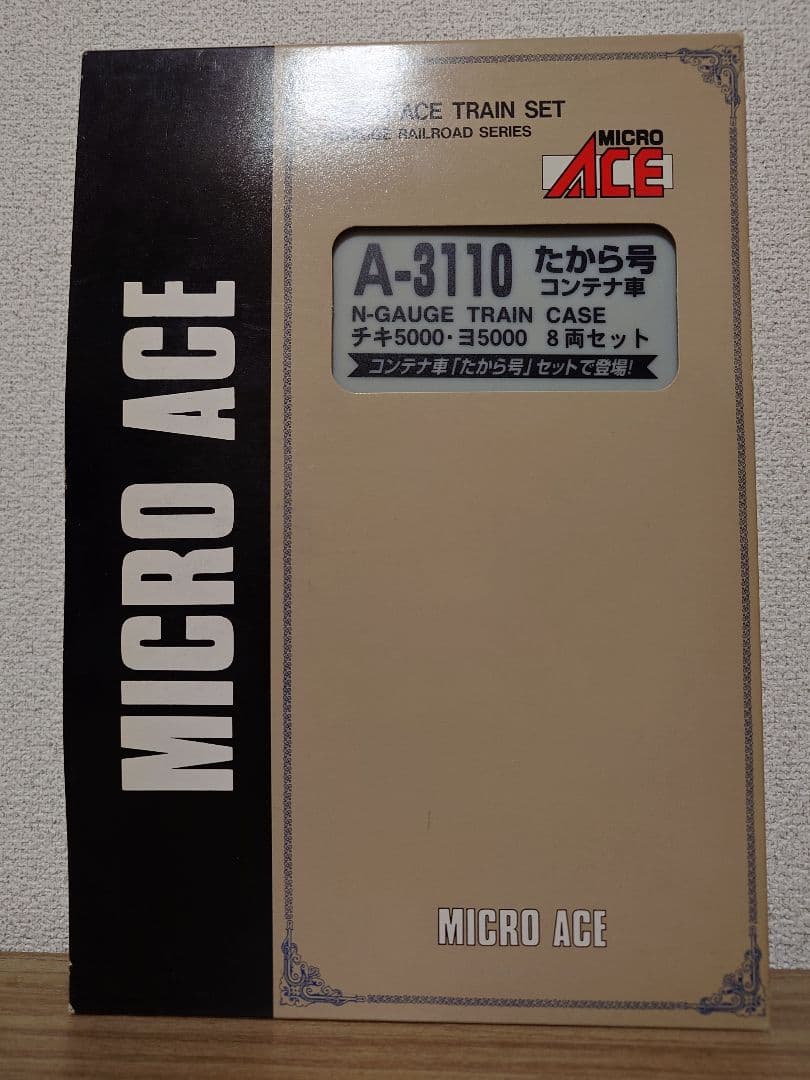 MICRO ACE
ACE TRAIN SET
RAILROAD SERIES
MICRO
ACE
A-3110 たから号
コンテナ車
N-GAUGE TRAIN CASE
チキ5000・ヨ5000 8両セット
コンテナ車「たから号」セットで登場!
MICRO ACE